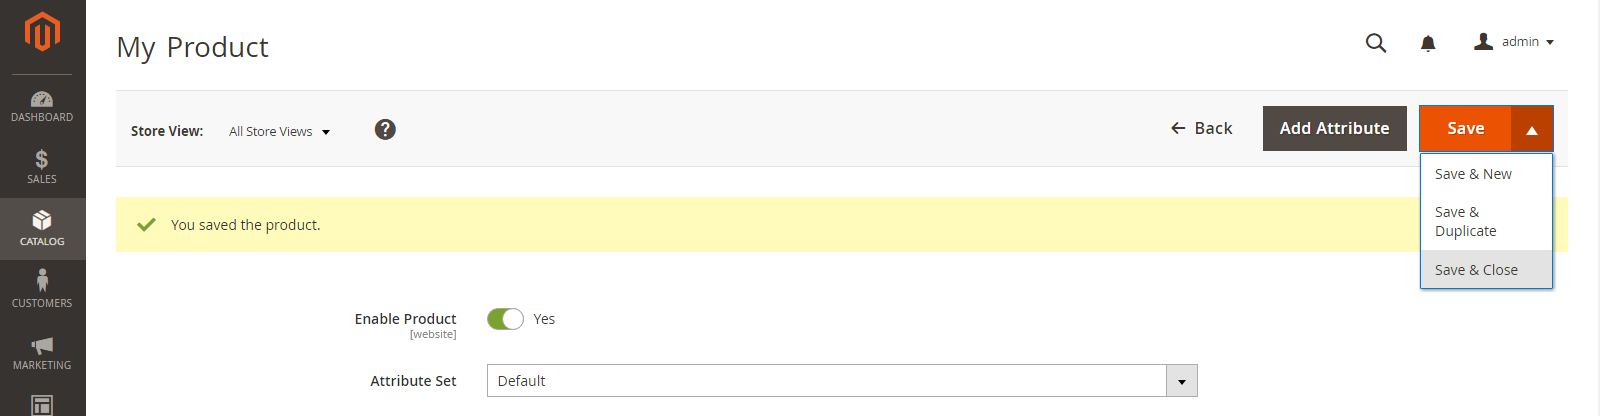 My Product
admin
Store View: All Store Views ? Back Add Attribute Save
Save & New
Save &
Duplicate
Save & Close
You saved the product.
Enable Product Yes
[website]
Attribute Set Default
DASHBOARD
$
SALES
CATALOG
CUSTOMERS
MARKETING